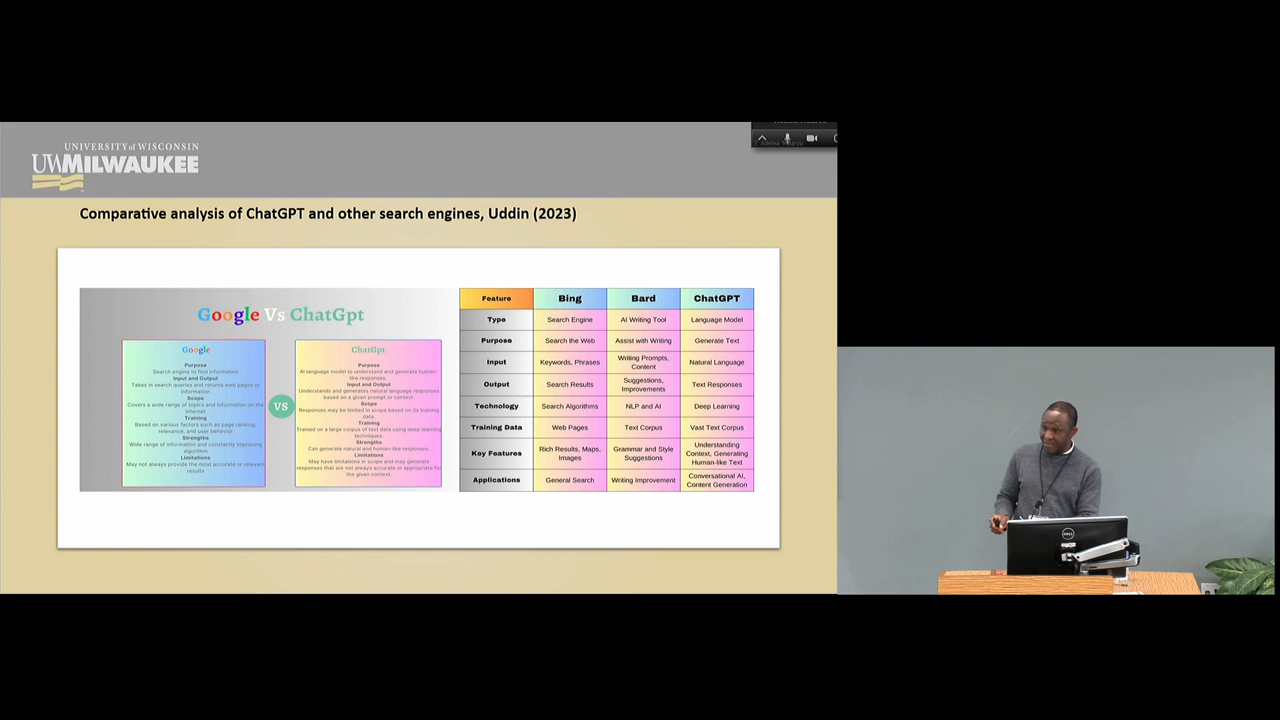 UNIVERSITY of WISCONSIN
UWMILWAUKEE
Comparative analysis of ChatGPT and other search engines, Uddin (2023)
Google Vs ChatGpt
Google
Purpose
Search engine to find information
Input and Output
Takes in search queries and returns web pages or
information
Scope
Covers a wide range of topics and information on the
internet
Training
Based on various factors such as page ranking,
relevance, and user behavior
Strengths
Wide range of information and constantly improving
algorithm
Limitations
May not always provide the most accurate or relevant
results
VS
ChatGpt
Purpose
AI language model to understand and generate human-
like responses.
Input and Output
Understands and generates natural language responses
based on a given prompt or context.
Scope
Responses may be limited in scope based on its training
data.
Training
Trained on a large corpus of text data using deep learning
techniques.
Strengths
Can generate natural and human-like responses.
Limitations
May have limitations in scope and may generate
responses that are not always accurate or appropriate for
the given context.
Feature Bing Bard ChatGPT
Type Search Engine AI Writing Tool Language Model
Purpose Search the Web Assist with Writing Generate Text
Input Keywords, Phrases Writing Prompts, Content Natural Language
Output Search Results Suggestions, Improvements Text Responses
Technology Search Algorithms NLP and AI Deep Learning
Training Data Web Pages Text Corpus Vast Text Corpus
Key Features Rich Results, Maps, Images Grammar and Style Suggestions Understanding Context, Generating Human-like Text
Applications General Search Writing Improvement Conversational AI, Content Generation
DELL